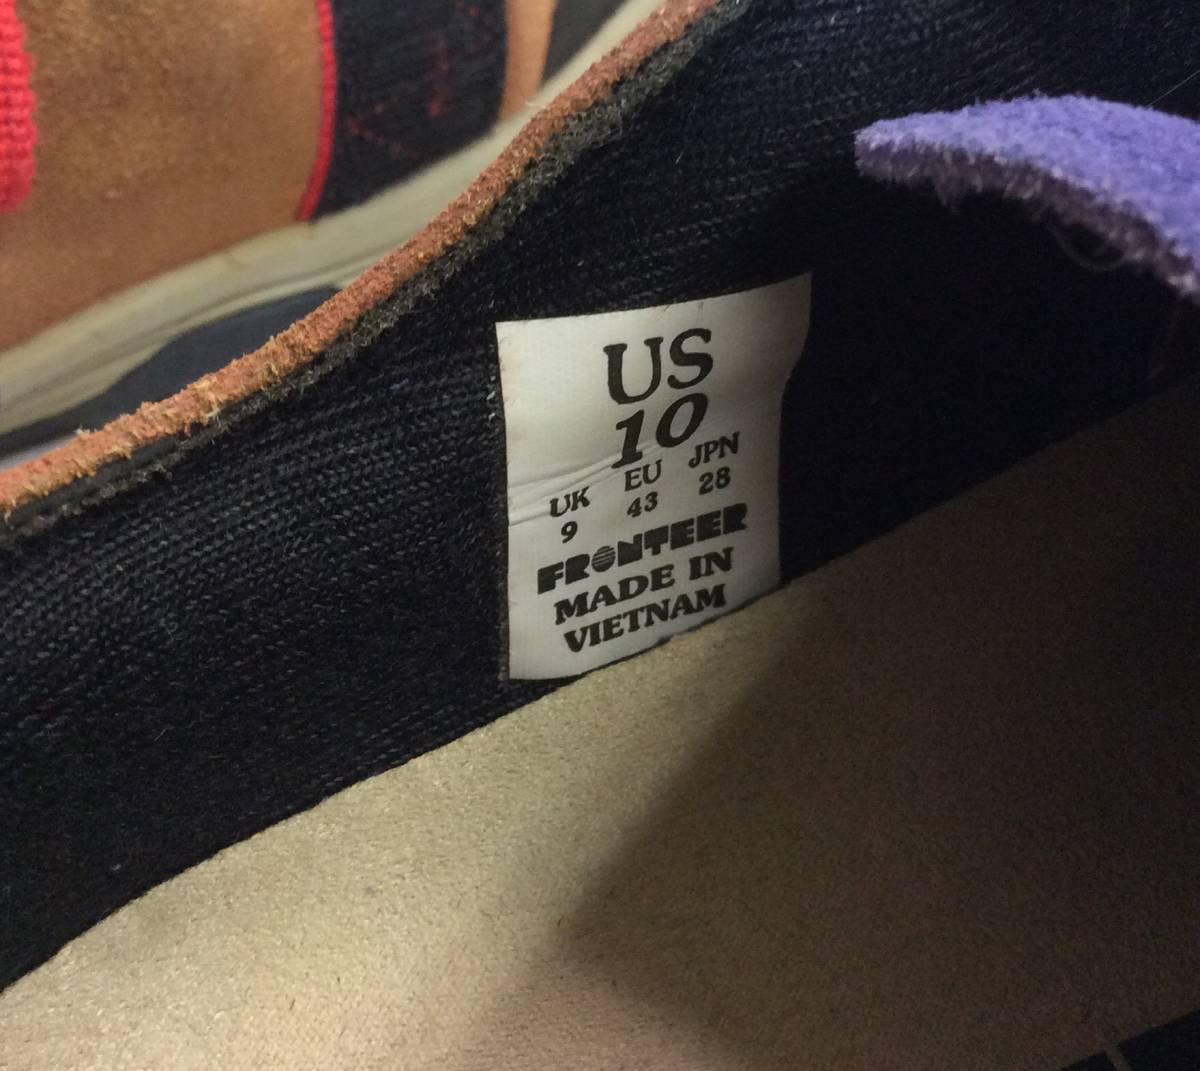 US
10
UK EU JPN
9 43 28
FRONTEER
MADE IN
VIETNAM